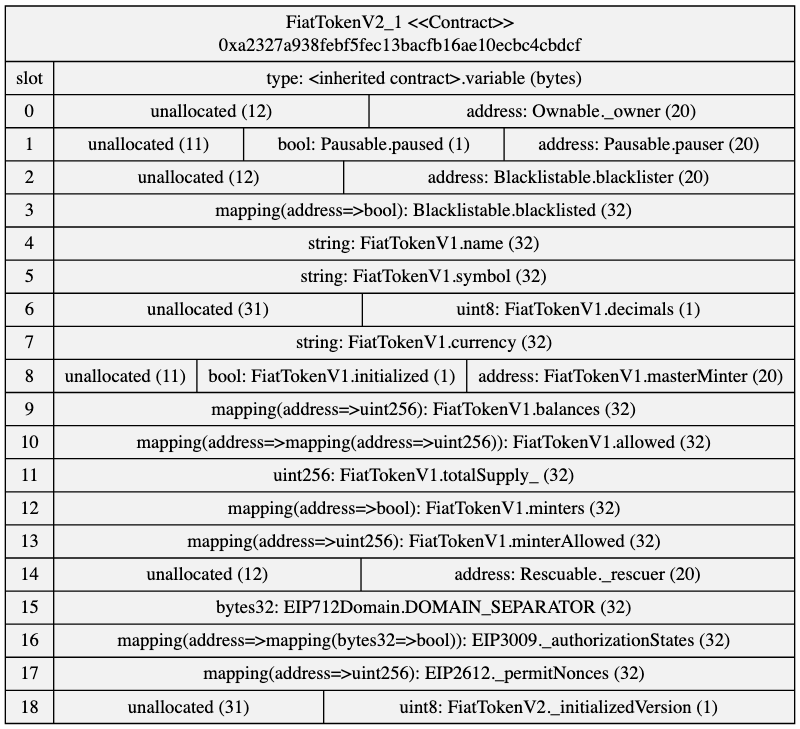 FiatTokenV2_1 <<Contract>>
0xa2327a938febf5fec13bacfb16ae10ecbc4cbdcf
slot type: <inherited contract>.variable (bytes)
0 unallocated (12) address: Ownable._owner (20)
1 unallocated (11) bool: Pausable.paused (1) address: Pausable.pauser (20)
2 unallocated (12) address: Blacklistable.blacklister (20)
3 mapping(address=>bool): Blacklistable.blacklisted (32)
4 string: FiatTokenV1.name (32)
5 string: FiatTokenV1.symbol (32)
6 unallocated (31) uint8: FiatTokenV1.decimals (1)
7 string: FiatTokenV1.currency (32)
8 unallocated (11) bool: FiatTokenV1.initialized (1) address: FiatTokenV1.masterMinter (20)
9 mapping(address=>uint256): FiatTokenV1.balances (32)
10 mapping(address=>mapping(address=>uint256)): FiatTokenV1.allowed (32)
11 uint256: FiatTokenV1.totalSupply_ (32)
12 mapping(address=>bool): FiatTokenV1.minters (32)
13 mapping(address=>uint256): FiatTokenV1.minterAllowed (32)
14 unallocated (12) address: Rescuable._rescuer (20)
15 bytes32: EIP712Domain.DOMAIN_SEPARATOR (32)
16 mapping(address=>mapping(bytes32=>bool)): EIP3009._authorizationStates (32)
17 mapping(address=>uint256): EIP2612._permitNonces (32)
18 unallocated (31) uint8: FiatTokenV2._initializedVersion (1)